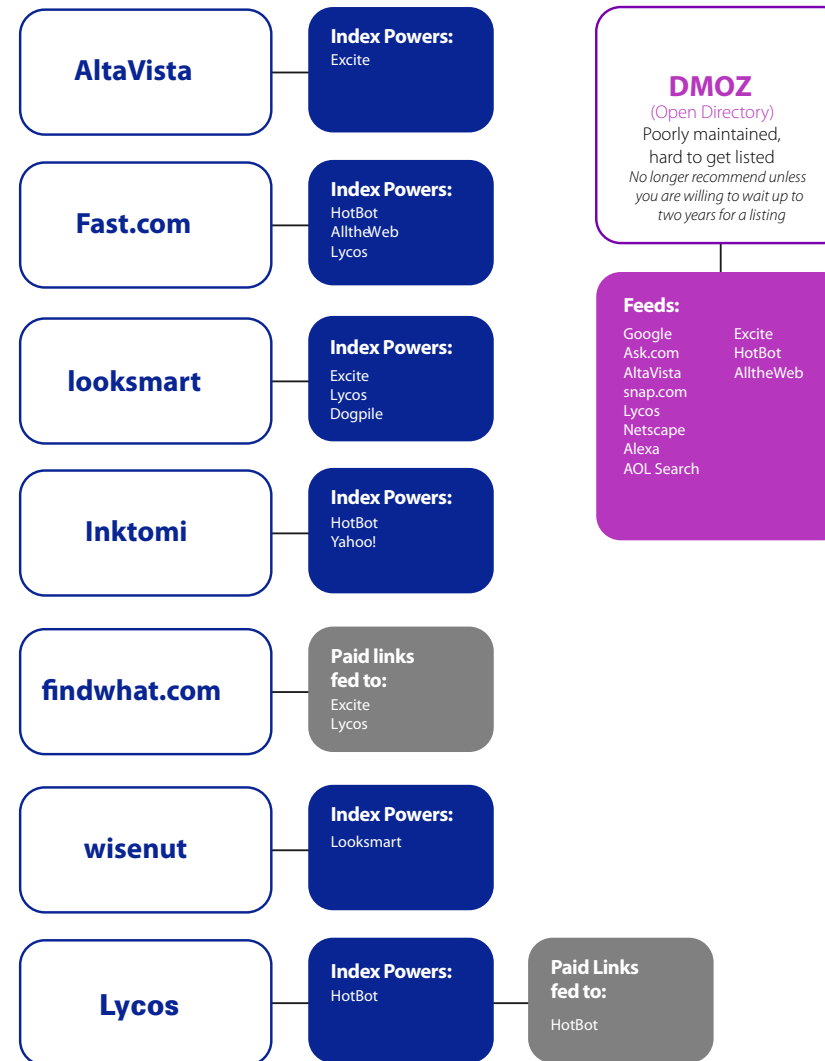 AltaVista
Index Powers:
Excite
Fast.com
Index Powers:
HotBot
AlltheWeb
Lycos
looksmart
Index Powers:
Excite
Lycos
Dogpile
Inktomi
Index Powers:
HotBot
Yahoo!
findwhat.com
Paid links
fed to:
Excite
Lycos
wisenut
Index Powers:
Looksmart
Lycos
Index Powers:
HotBot
Paid Links
fed to:
HotBot
DMOZ
(Open Directory)
Poorly maintained,
hard to get listed
No longer recommend unless
you are willing to wait up to
two years for a listing
Feeds:
Google
Ask.com
AltaVista
snap.com
Lycos
Netscape
Alexa
AOL Search
Excite
HotBot
AlltheWeb